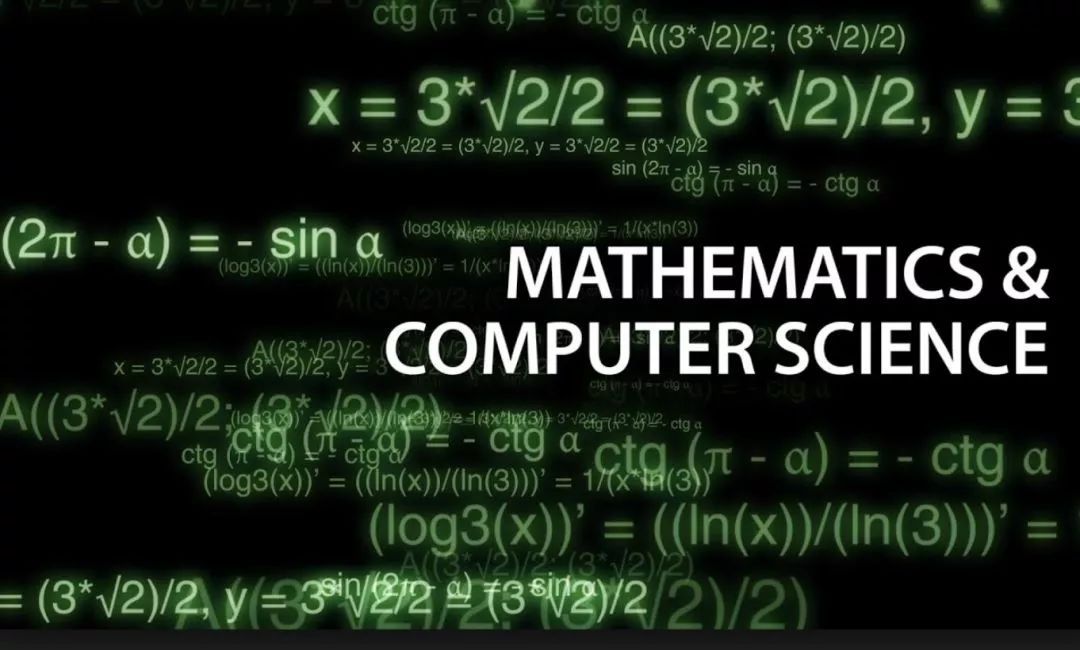 ctg (π - α) = - ctg α
A((3*√2)/2; (3*√2)/2)
x = 3*√2/2 = (3*√2)/2, y = 3
x = 3*√2/2 = (3*√2)/2, y = 3*√2/2 = (3*√2)/2
sin (2π - α) = - sin α
ctg (π - α) = - ctg α
(2π - α) = - sin α
(log3(x))' = ((ln(x))/(ln(3)))' = 1/(x*ln(3))
(log3(x))' = ((ln(x))/(ln(3)))' = 1/(x*l
MATHEMATICS &
COMPUTER SCIENCE
A((3*√2)/2;
x = 3*√2/2 = (3*√2)/2, y = 3
ctg (π - α) = - ctg α
A((3*√2)/2; (3*√2)/2)
ctg (π - α) = - ctg α
ctg (π - α) = - ctg α
ctg (π - α) = - ctg α
(log3(x))' = ((ln(x))/(ln(3)))' = 1/(x*ln(3))
(log3(x))' = ((ln(x))/(ln(3)))' =
A((3*√2)/2; (3*√2)/2)
sin (2π - α) = - sin α
= (3*√2)/2, y = 3*√2/2 = (3*√2)/2